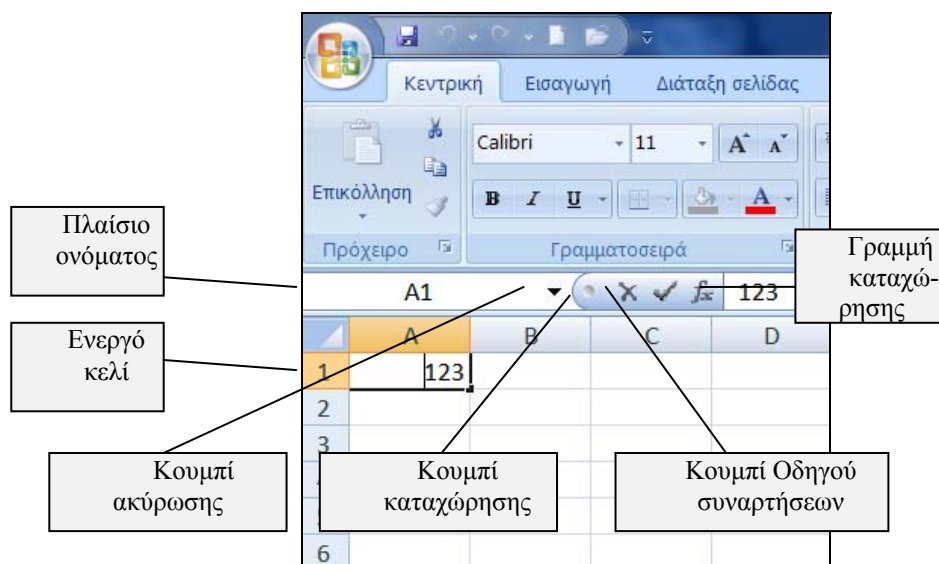 Κεντρική Εισαγωγή Διάταξη σελίδας
Calibri 11 A A
Επικόλληση
B I U A
Πρόχειρο Γραμματοσειρά
Πλαίσιο
ονόματος
Γραμμή
καταχώ-
ρησης
A1 fx 123
Ενεργό
κελί
A B C D
1 123
2
3
Κουμπί
ακύρωσης
Κουμπί
καταχώρησης
Κουμπί Οδηγού
συναρτήσεων
6